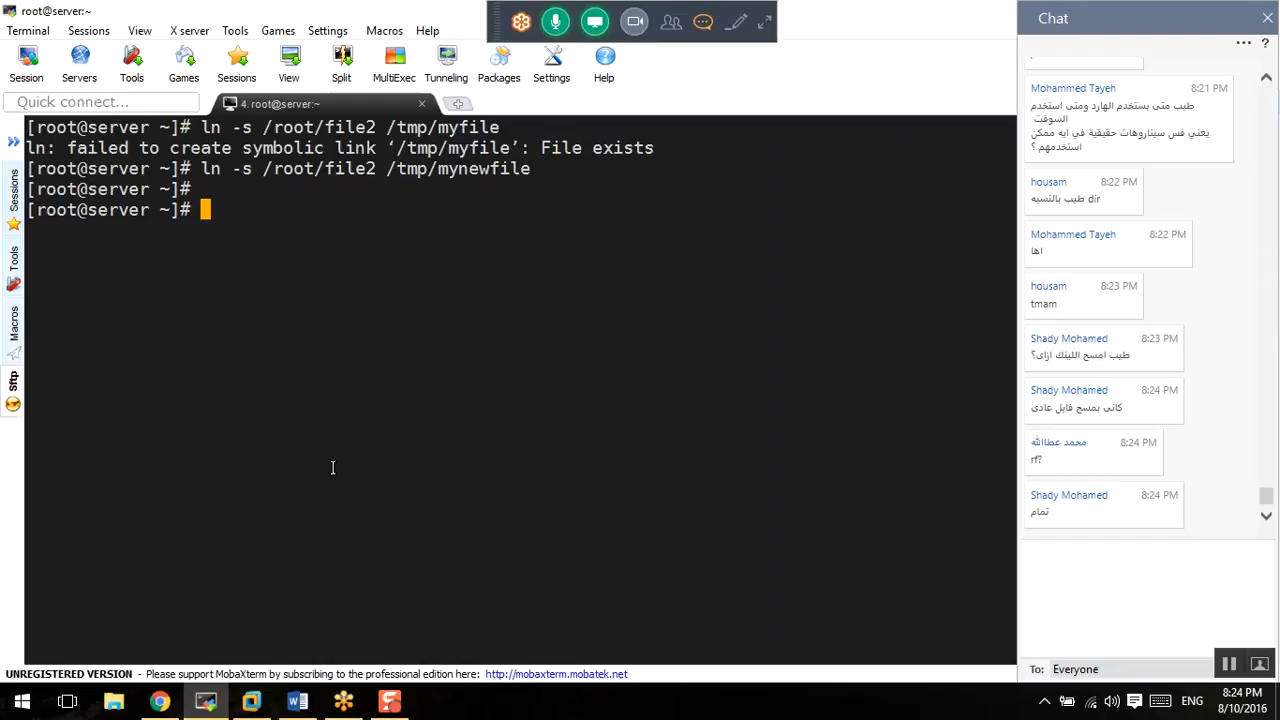 root@server:~
Terminal Sessions View X server Tools Games Settings Macros Help
Session Servers Tools Games Sessions View Split MultiExec Tunneling Packages Settings Help
Quick connect...
4. root@server:~
[root@server ~]# ln -s /root/file2 /tmp/myfile
ln: failed to create symbolic link ‘/tmp/myfile’: File exists
[root@server ~]# ln -s /root/file2 /tmp/mynewfile
[root@server ~]#
[root@server ~]#
Sessions
Tools
Macros
Sftp
Chat
?
Mohammed Tayeh 8:21 PM
طيب متى يستخدم الهارد ومتى استخدم
السوفت
يعني فس سيناروهات حقيقية في ايه ممكن
استخدمهم ؟
housam 8:22 PM
طيب بالنسبه dir
Mohammed Tayeh 8:22 PM
اها
housam 8:23 PM
tmam
Shady Mohamed 8:23 PM
طيب امسح اللينك ازاى؟
Shady Mohamed 8:24 PM
كانى بمسح فايل عادى
محمد عطاالله 8:24 PM
rf?
Shady Mohamed 8:24 PM
تمام
To: Everyone
UNREGISTERED VERSION - Please support MobaXterm by subscribing to the professional edition here: http://mobaxterm.mobatek.net
ENG
8:24 PM
8/10/2016